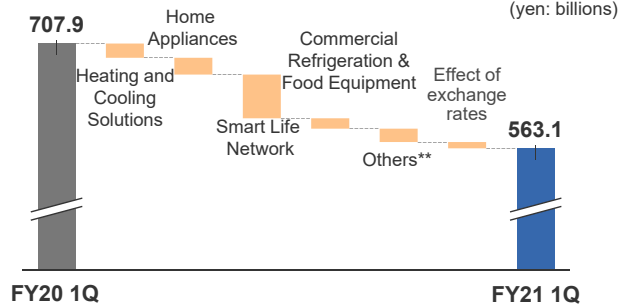 (yen: billions)
707.9
Home
Appliances
Heating and
Cooling
Solutions
Smart Life
Network
Commercial
Refrigeration &
Food Equipment
Others**
Effect of
exchange
rates
563.1
FY20 1Q
FY21 1Q